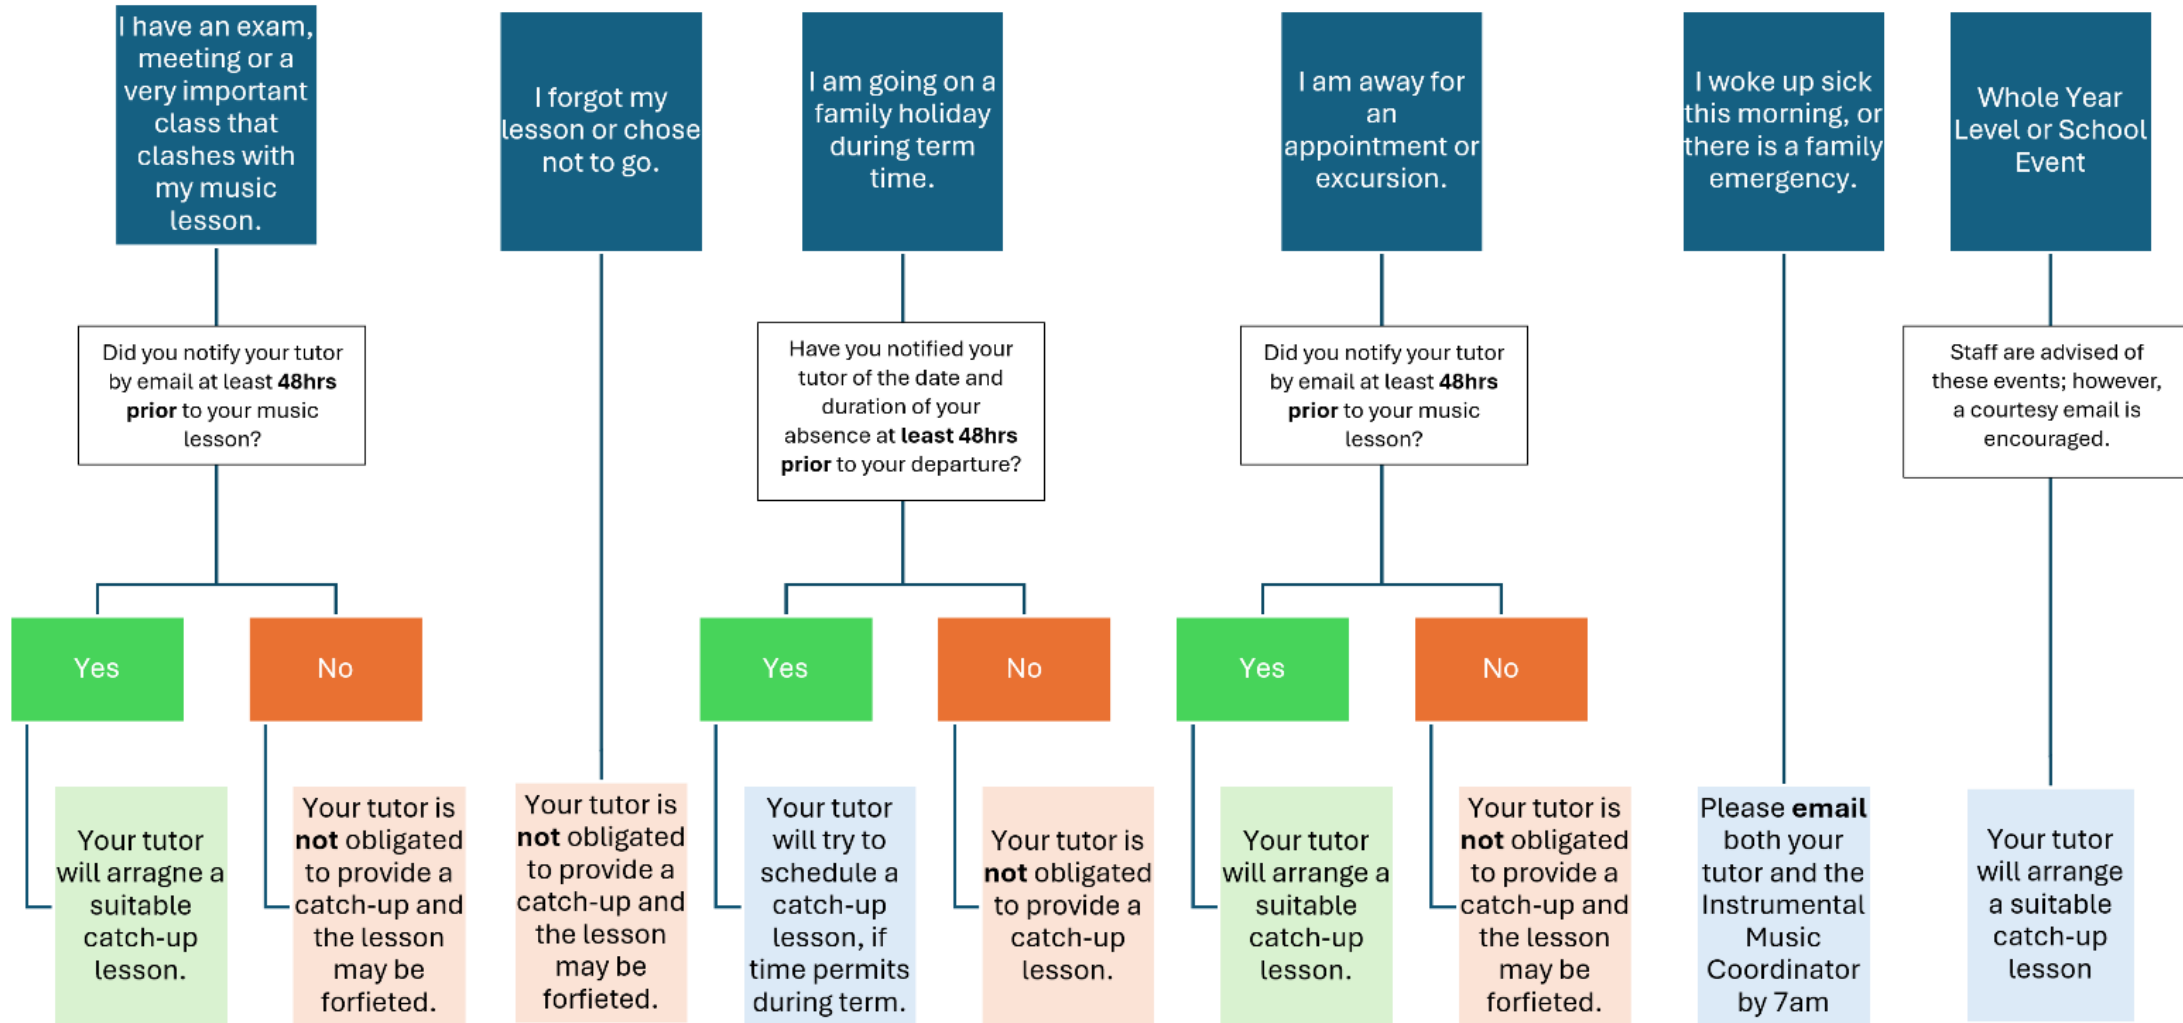 I have an exam,
meeting or a
very important
class that
clashes with
my music
lesson.
I forgot my
lesson or chose
not to go.
I am going on a
family holiday
during term
time.
I am away for
an
appointment or
excursion.
I woke up sick
this morning, or
there is a family
emergency.
Whole Year
Level or School
Event
Did you notify your tutor
by email at least 48hrs
prior to your music
lesson?
Have you notified your
tutor of the date and
duration of your
absence at least 48hrs
prior to your departure?
Did you notify your tutor
by email at least 48hrs
prior to your music
lesson?
Staff are advised of
these events; however,
a courtesy email is
encouraged.
Yes
No
Yes
No
Yes
No
Your tutor
will arragne a
suitable
catch-up
lesson.
Your tutor is
not obligated
to provide a
catch-up and
the lesson
may be
forfieted.
Your tutor is
not obligated
to provide a
catch-up and
the lesson
may be
forfieted.
Your tutor
will try to
schedule a
catch-up
lesson, if
time permits
during term.
Your tutor is
not obligated
to provide a
catch-up
lesson.
Your tutor
will arrange a
suitable
catch-up
lesson.
Your tutor is
not obligated
to provide a
catch-up and
the lesson
may be
forfieted.
Please email
both your
tutor and the
Instrumental
Music
Coordinator
by 7am
Your tutor
will arrange
a suitable
catch-up
lesson